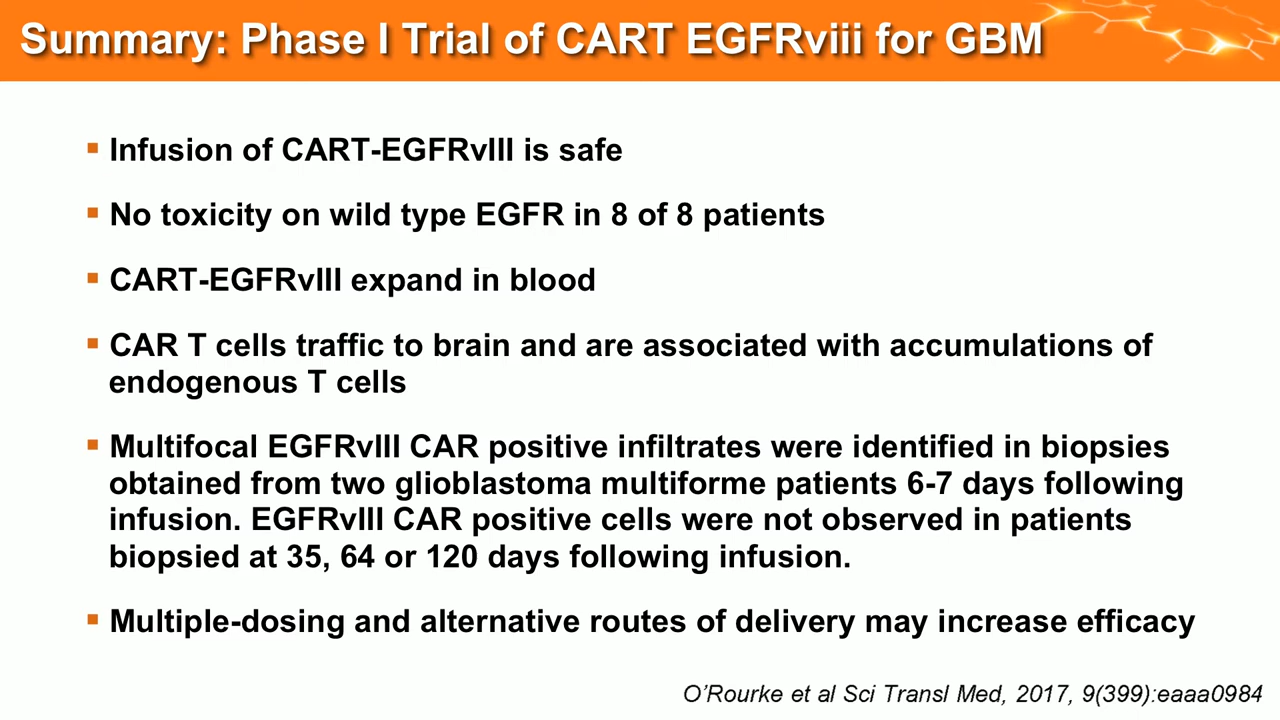 Summary: Phase I Trial of CART EGFRviii for GBM
▪ Infusion of CART-EGFRvIII is safe
▪ No toxicity on wild type EGFR in 8 of 8 patients
▪ CART-EGFRvIII expand in blood
▪ CAR T cells traffic to brain and are associated with accumulations of
endogenous T cells
▪ Multifocal EGFRvIII CAR positive infiltrates were identified in biopsies
obtained from two glioblastoma multiforme patients 6-7 days following
infusion. EGFRvIII CAR positive cells were not observed in patients
biopsied at 35, 64 or 120 days following infusion.
▪ Multiple-dosing and alternative routes of delivery may increase efficacy
O’Rourke et al Sci Transl Med, 2017, 9(399):eaaa0984